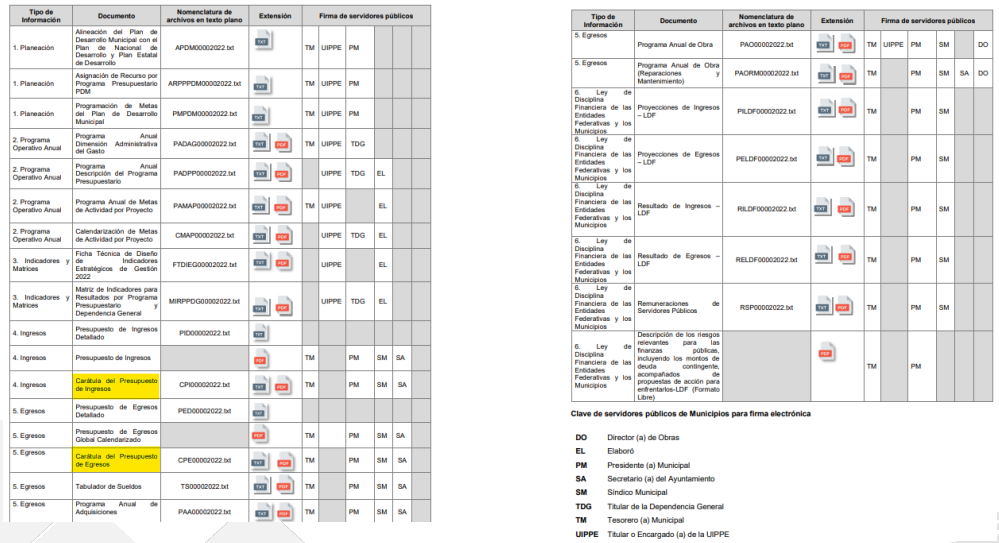 Tipo de Información Documento Nomenclatura de archivos en texto plano Extensión Firma de servidores públicos
1. Planeación Alineación del Plan de Desarrollo Municipal con el Plan de Nacional de Desarrollo y Plan Estatal de Desarrollo APDM00002022.txt TXT TM UIPPE PM
1. Planeación Asignación de Recurso por Programa Presupuestario PDM ARPPPDM00002022.txt TXT TM UIPPE PM
1. Planeación Programación de Metas del Plan de Desarrollo Municipal PMPDM00002022.txt TXT TM UIPPE PM
2. Programa Operativo Anual Programa Anual Dimensión Administrativa del Gasto PADAG00002022.txt TXT PDF TM UIPPE TDG
2. Programa Operativo Anual Programa Anual Descripción del Programa Presupuestario PADPP00002022.txt TXT PDF UIPPE TDG EL
2. Programa Operativo Anual Programa Anual de Metas de Actividad por Proyecto PAMAP00002022.txt TXT PDF TM UIPPE EL
2. Programa Operativo Anual Calendarización de Metas de Actividad por Proyecto CMAP00002022.txt TXT PDF UIPPE TDG EL
3. Indicadores y Matrices Ficha Técnica de Diseño de Indicadores Estratégicos de Gestión 2022 FTDIEG00002022.txt TXT PDF UIPPE EL
3. Indicadores y Matrices Matriz de Indicadores para Resultados por Programa Presupuestario y Dependencia General MIRPPDG00002022.txt TXT PDF UIPPE TDG EL
4. Ingresos Presupuesto de Ingresos Detallado PID00002022.txt TXT
4. Ingresos Presupuesto de Ingresos PDF TM PM SM SA
4. Ingresos Carátula del Presupuesto de Ingresos CPI00002022.txt TXT PDF TM PM SM SA
5. Egresos Presupuesto de Egresos Detallado PED00002022.txt TXT
5. Egresos Presupuesto de Egresos Global Calendarizado PDF TM PM SM SA
5. Egresos Carátula del Presupuesto de Egresos CPE00002022.txt TXT PDF TM PM SM SA
5. Egresos Tabulador de Sueldos TS00002022.txt TXT PDF TM PM SM SA
5. Egresos Programa Anual de Adquisiciones PAA00002022.txt TXT PDF TM PM SM SA
Tipo de Información Documento Nomenclatura de archivos en texto plano Extensión Firma de servidores públicos
5. Egresos Programa Anual de Obra PAO00002022.txt TXT PDF TM UIPPE PM SM DO
5. Egresos Programa Anual de Obra (Reparaciones y Mantenimiento) PAORM00002022.txt TXT PDF TM PM SM SA DO
6. Ley de Disciplina Financiera de las Entidades Federativas y los Municipios Proyecciones de Ingresos – LDF PILDF00002022.txt TXT PDF TM PM SM
6. Ley de Disciplina Financiera de las Entidades Federativas y los Municipios Proyecciones de Egresos – LDF PELDF00002022.txt TXT PDF TM PM SM
6. Ley de Disciplina Financiera de las Entidades Federativas y los Municipios Resultado de Ingresos – LDF RILDF00002022.txt TXT PDF TM PM SM
6. Ley de Disciplina Financiera de las Entidades Federativas y los Municipios Resultado de Egresos – LDF RELDF00002022.txt TXT PDF TM PM SM
6. Ley de Disciplina Financiera de las Entidades Federativas y los Municipios Remuneraciones de Servidores Públicos RSP00002022.txt TXT PDF TM PM SM
6. Ley de Disciplina Financiera de las Entidades Federativas y los Municipios Descripción de los riesgos relevantes para las finanzas públicas, incluyendo los montos de deuda contingente, acompañados de propuestas de acción para enfrentarlos-LDF (Formato Libre) PDF TM PM
Clave de servidores públicos de Municipios para firma electrónica
DO Director (a) de Obras
EL Elaboró
PM Presidente (a) Municipal
SA Secretario (a) del Ayuntamiento
SM Síndico Municipal
TDG Titular de la Dependencia General
TM Tesorero (a) Municipal
UIPPE Titular o Encargado (a) de la UIPPE